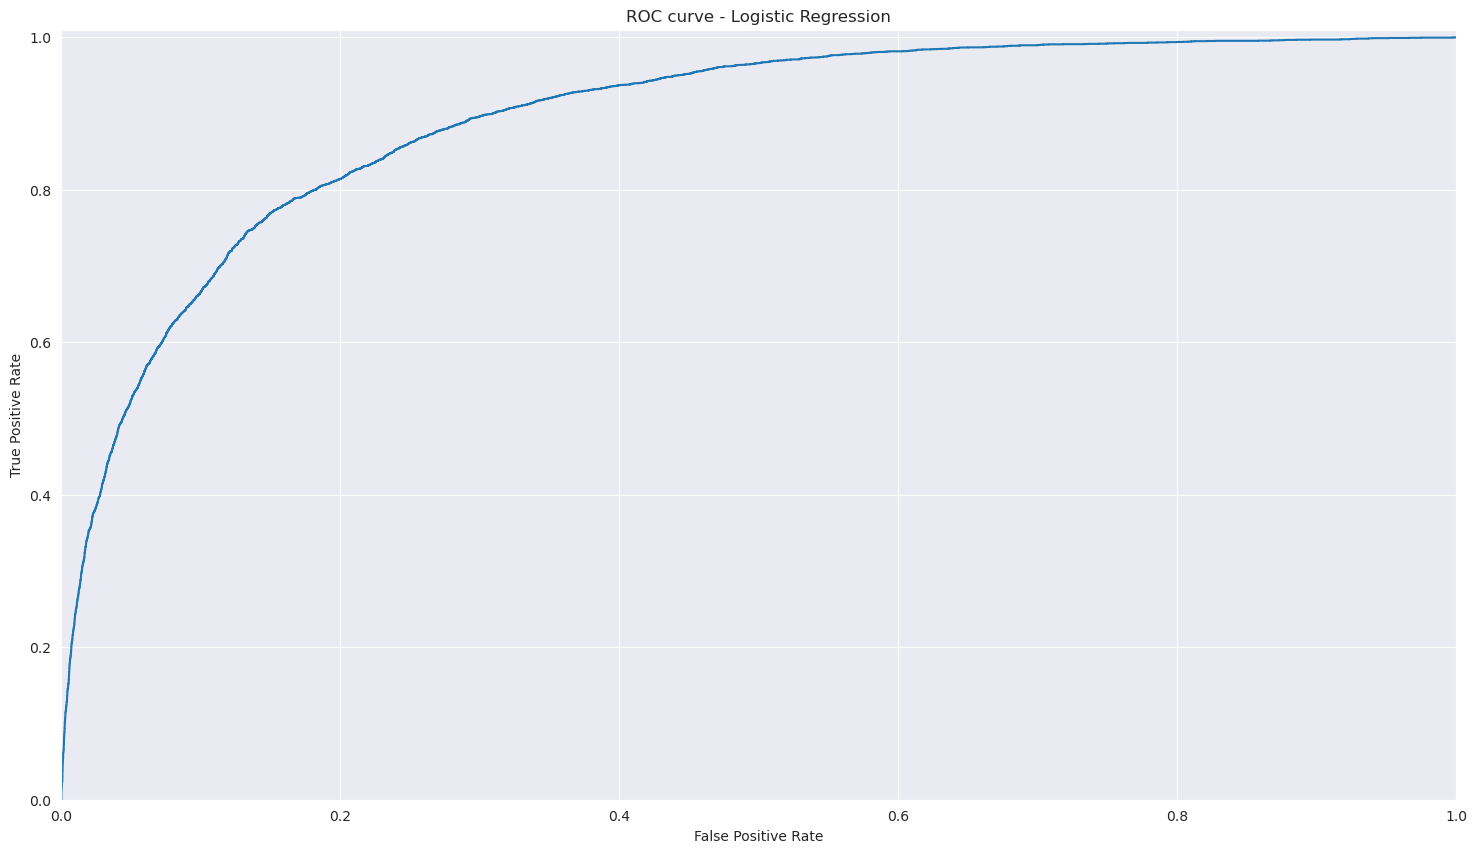 ROC curve - Logistic Regression
1.0
0.8
0.6
0.4
0.2
0.0
True Positive Rate
0.0 0.2 0.4 0.6 0.8 1.0
False Positive Rate